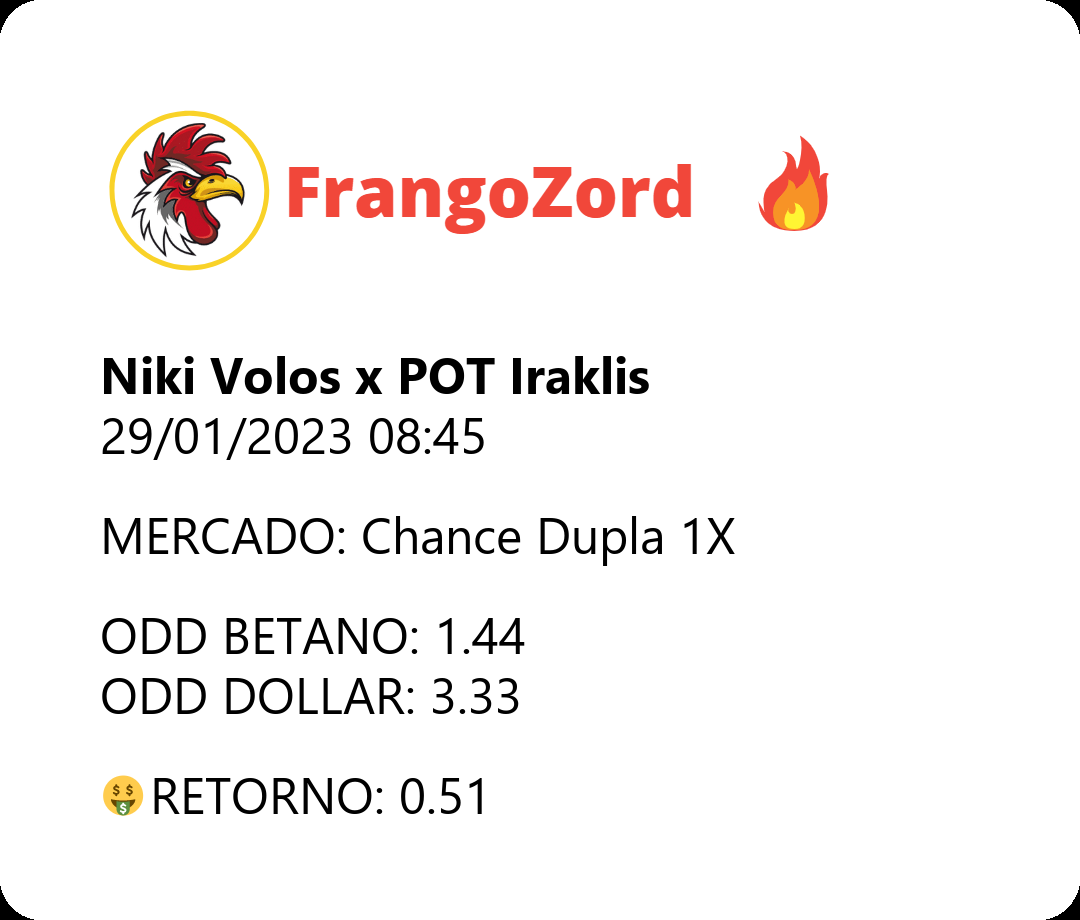 FrangoZord 🔥
Niki Volos x POT Iraklis
29/01/2023 08:45
MERCADO: Chance Dupla 1X
ODD BETANO: 1.44
ODD DOLLAR: 3.33
🤑RETORNO: 0.51